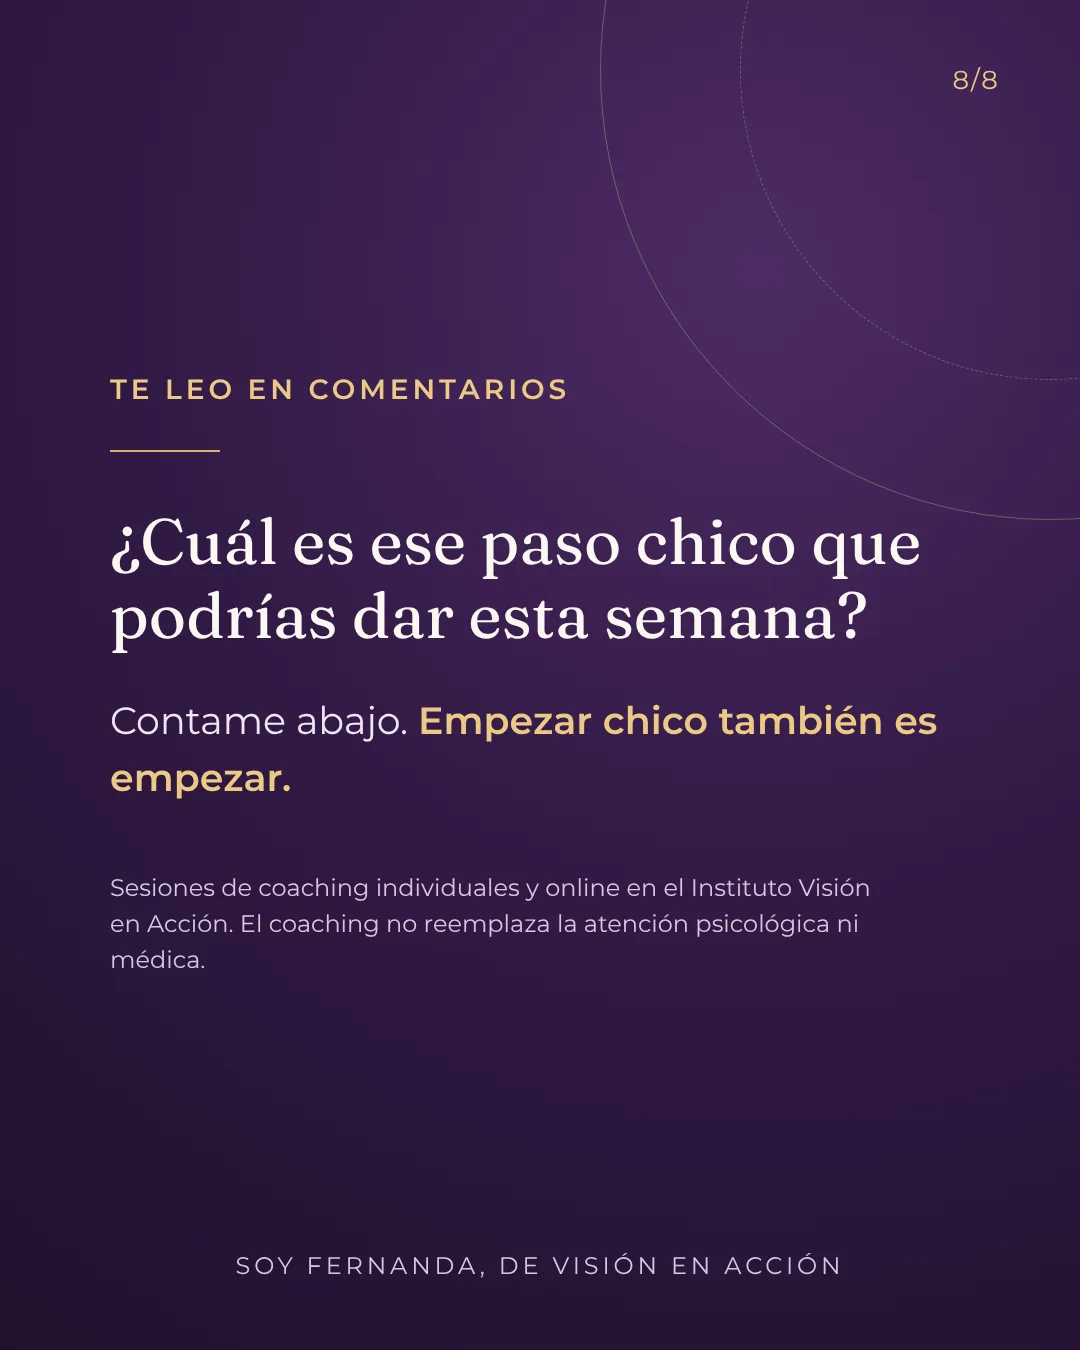 8/8
TE LEO EN COMENTARIOS
¿Cuál es ese paso chico que
podrías dar esta semana?
Contame abajo. Empezar chico también es
empezar.
Sesiones de coaching individuales y online en el Instituto Visión
en Acción. El coaching no reemplaza la atención psicológica ni
médica.
SOY FERNANDA, DE VISIÓN EN ACCIÓN